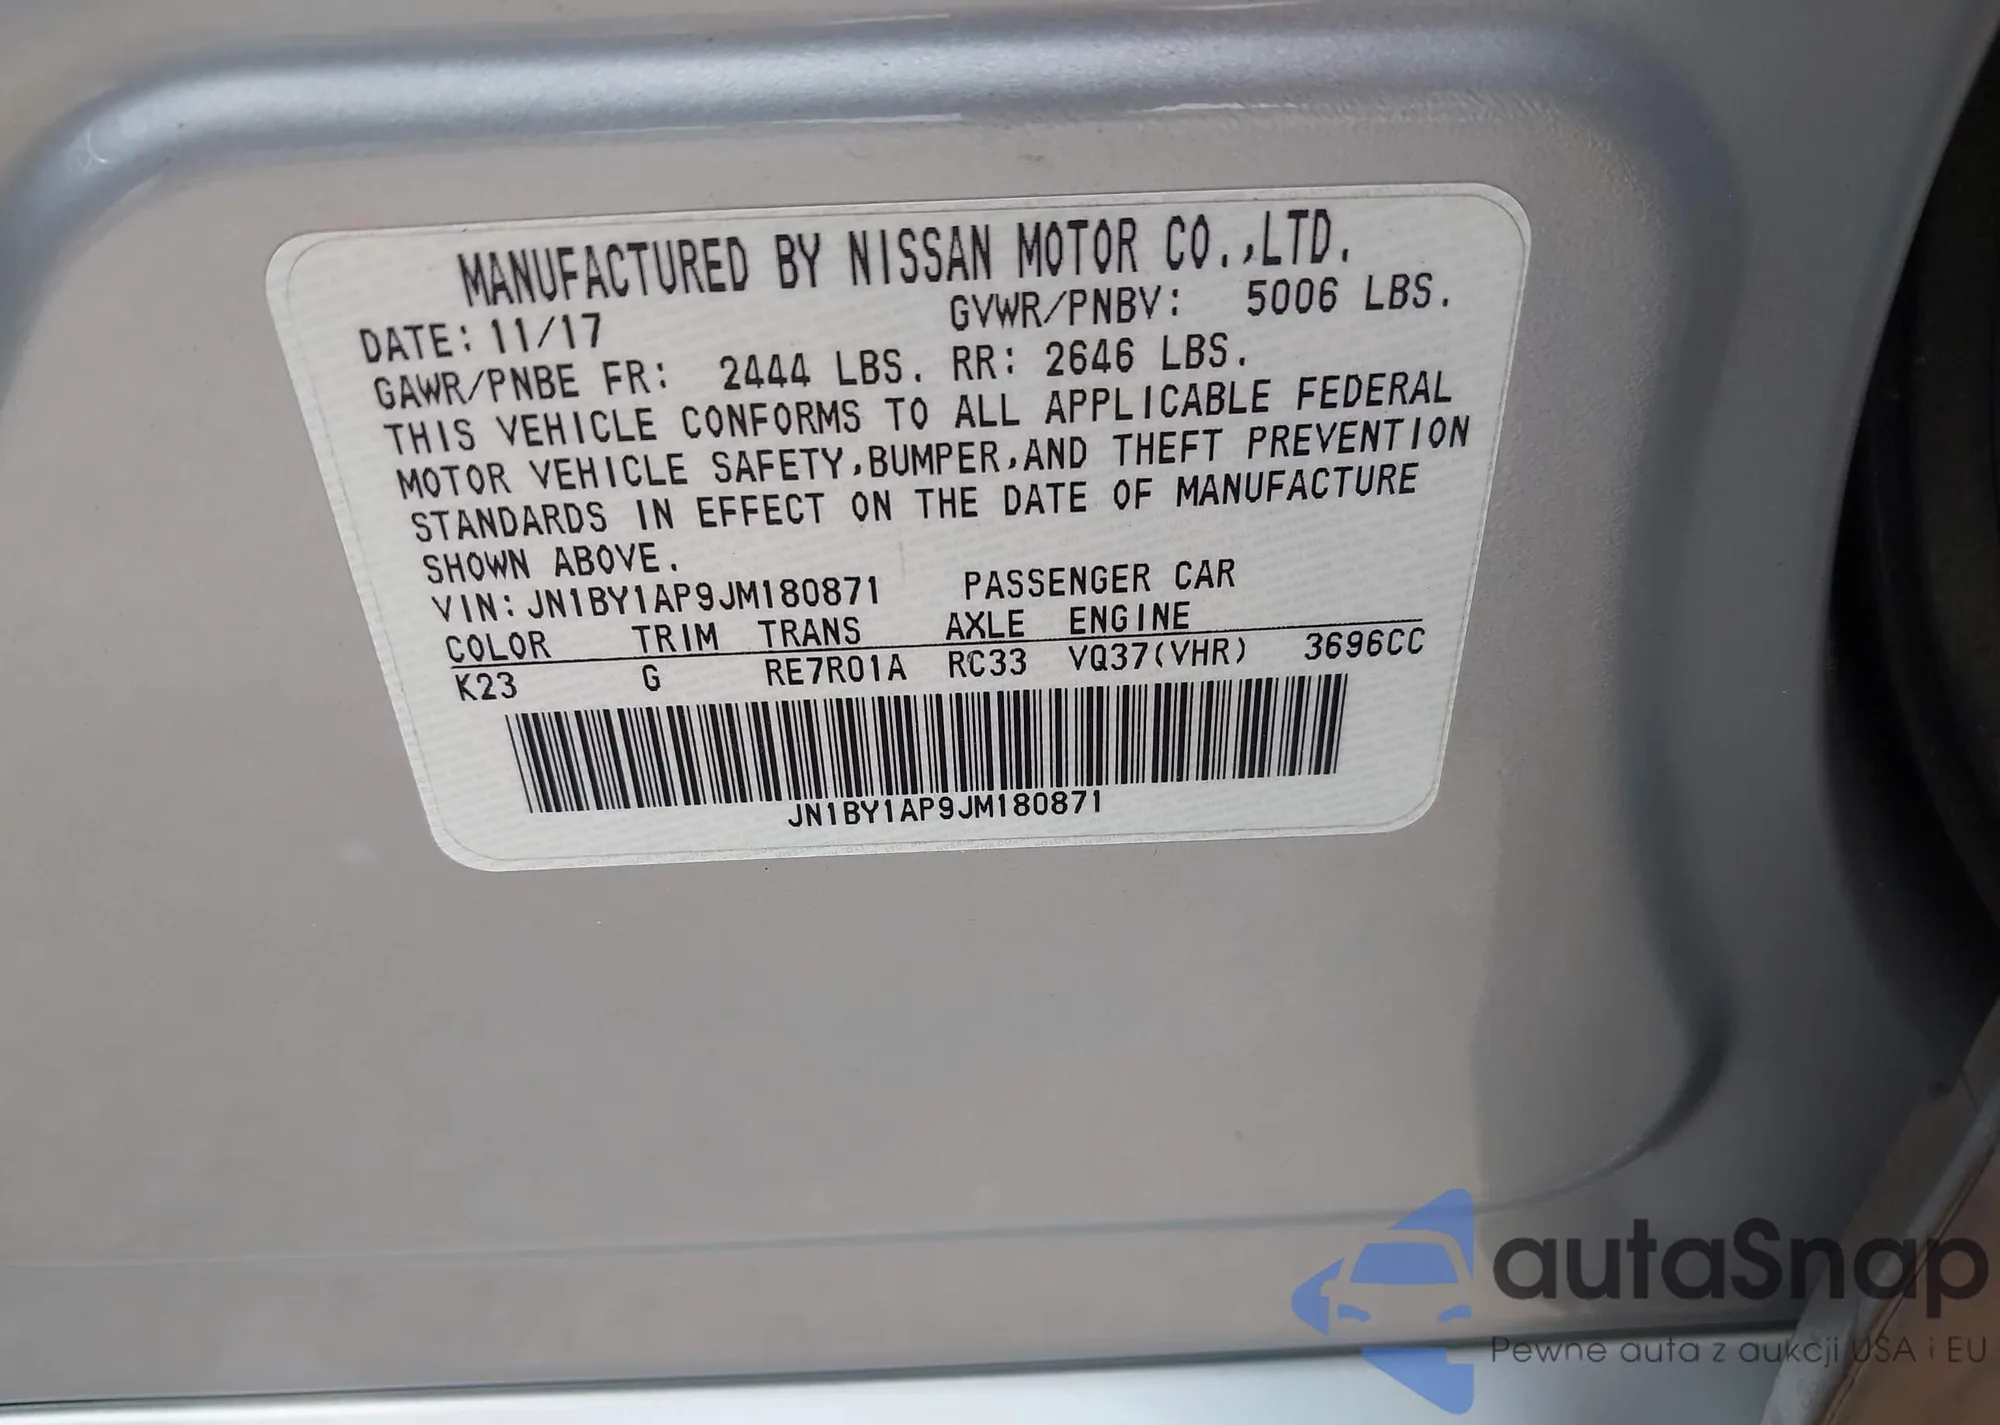 MANUFACTURED BY NISSAN MOTOR CO.,LTD.
DATE: 11/17 GVWR/PNBV: 5006 LBS.
GAWR/PNBE FR: 2444 LBS. RR: 2646 LBS.
THIS VEHICLE CONFORMS TO ALL APPLICABLE FEDERAL
MOTOR VEHICLE SAFETY,BUMPER,AND THEFT PREVENTION
STANDARDS IN EFFECT ON THE DATE OF MANUFACTURE
SHOWN ABOVE.
VIN: JN1BY1AP9JM180871 PASSENGER CAR
COLOR TRIM TRANS AXLE ENGINE
K23 G RE7R01A RC33 VQ37(VHR) 3696CC
JN1BY1AP9JM180871
autaSnap
Pewne auta z aukcji USA i EU